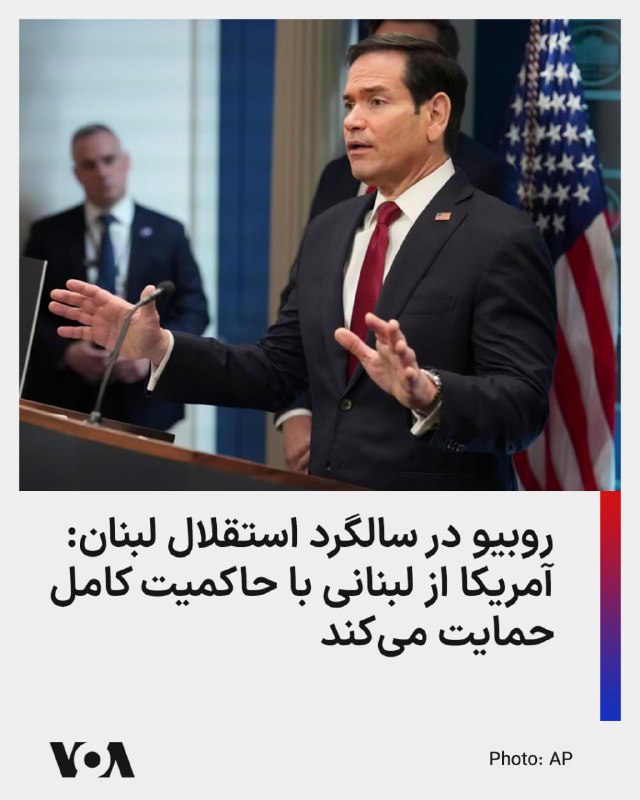 روبیو در سالگرد استقلال لبنان:
آمریکا از لبنانی با حاکمیت کامل
حمایت می‌کند
VOA
Photo: AP